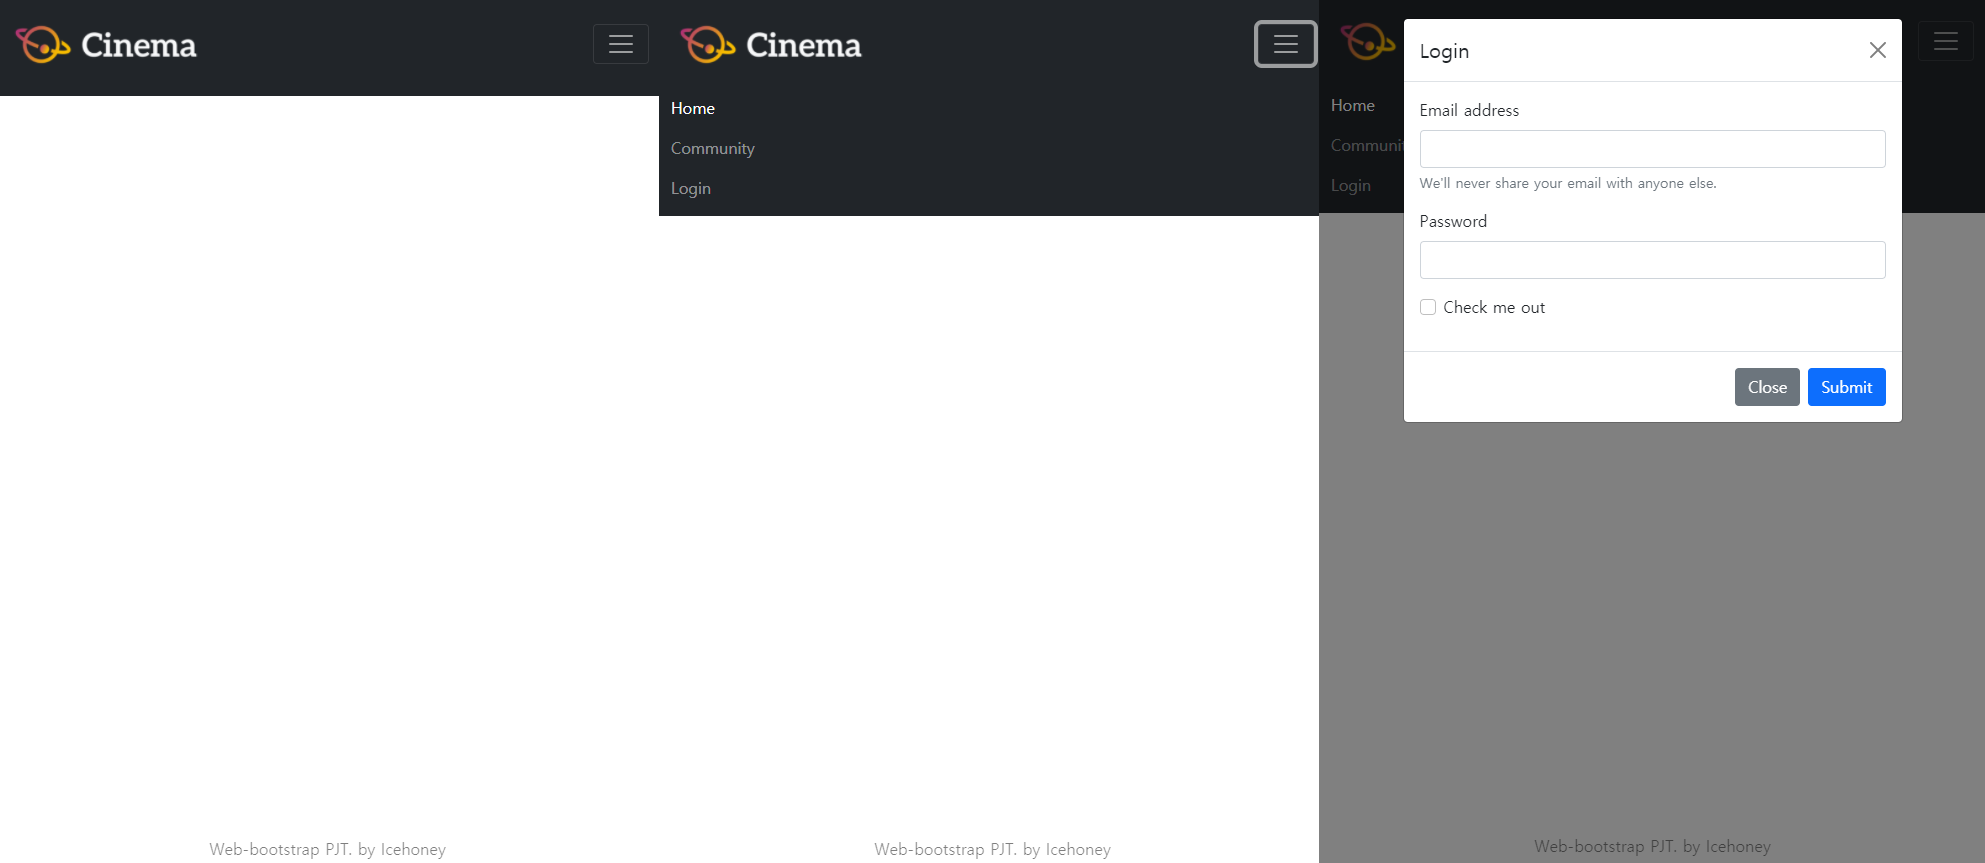 Cinema
Web-bootstrap PJT. by Icehoney
Cinema
Home
Community
Login
Web-bootstrap PJT. by Icehoney
Home
Communit
Login
Login
Email address
We'll never share your email with anyone else.
Password
Check me out
Close
Submit
Web-bootstrap PJT. by Icehoney